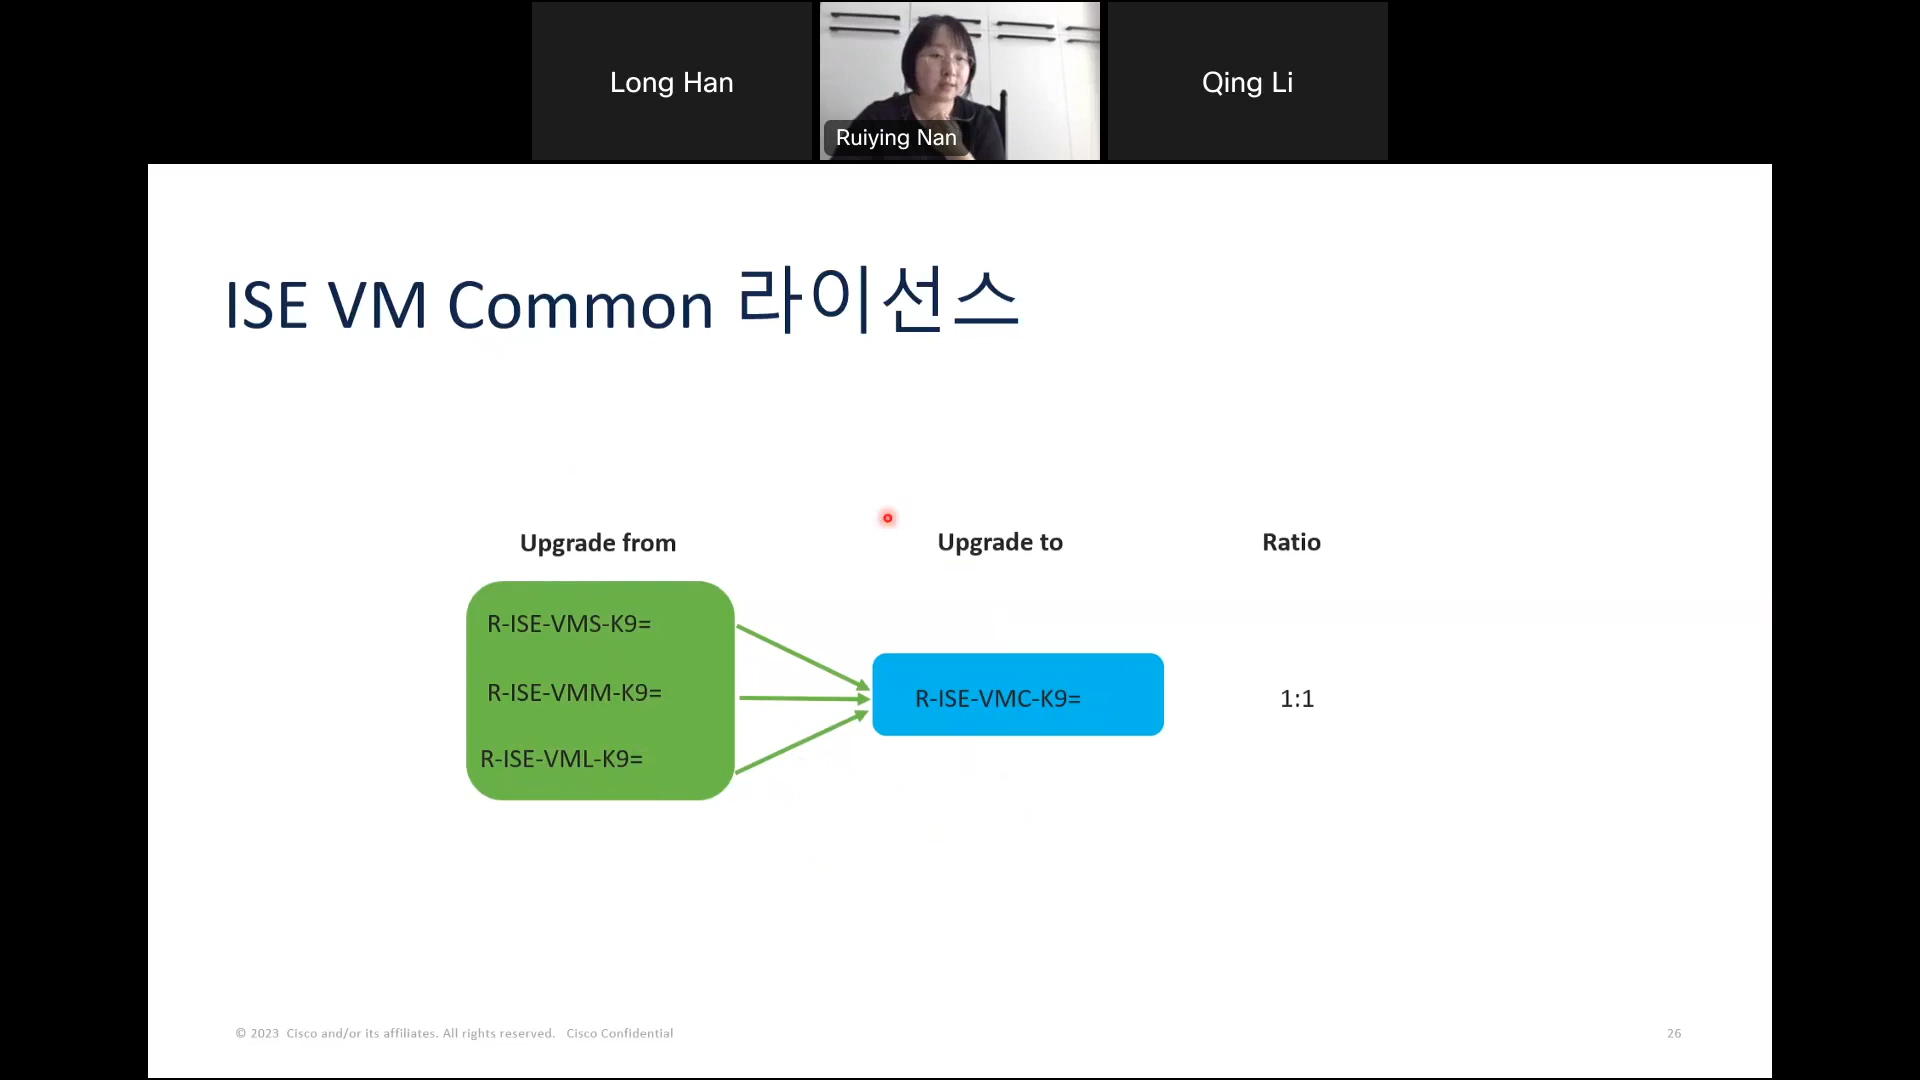 Long Han
Ruiying Nan
Qing Li
ISE VM Common 라이선스
Upgrade from
Upgrade to
Ratio
R-ISE-VMS-K9=
R-ISE-VMM-K9=
R-ISE-VML-K9=
R-ISE-VMC-K9=
1:1
© 2023 Cisco and/or its affiliates. All rights reserved. Cisco Confidential
26